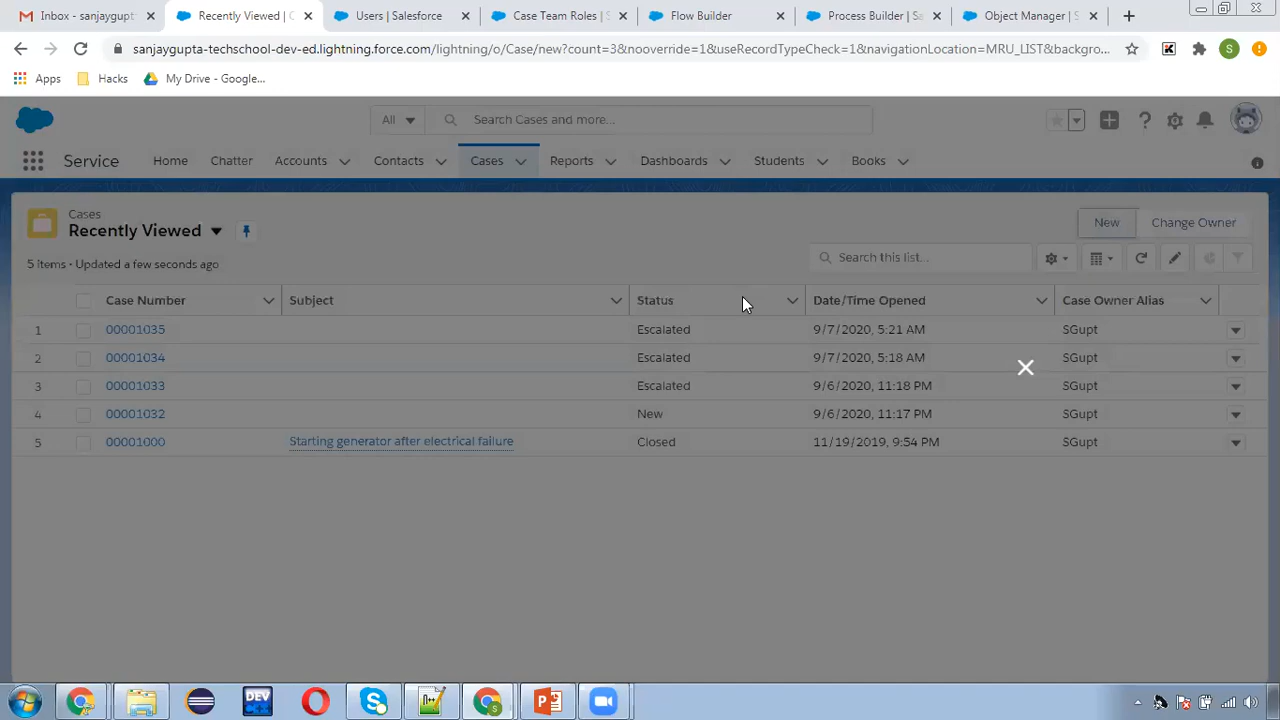 Inbox - sanjaygupt
Recently Viewed | C
Users | Salesforce
Case Team Roles | S
Flow Builder
Process Builder | Sa
Object Manager | S
sanjaygupta-techschool-dev-ed.lightning.force.com/lightning/o/Case/new?count=3&nooverride=1&useRecordTypeCheck=1&navigationLocation=MRU_LIST&backgro...
S
Apps
Hacks
My Drive - Google...
All
Search Cases and more...
Service
Home
Chatter
Accounts
Contacts
Cases
Reports
Dashboards
Students
Books
Cases
Recently Viewed
New
Change Owner
5 items • Updated a few seconds ago
Search this list...
Case Number
Subject
Status
Date/Time Opened
Case Owner Alias
1 00001035 Escalated 9/7/2020, 5:21 AM SGupt
2 00001034 Escalated 9/7/2020, 5:18 AM SGupt
3 00001033 Escalated 9/6/2020, 11:18 PM SGupt
4 00001032 New 9/6/2020, 11:17 PM SGupt
5 00001000 Starting generator after electrical failure Closed 11/19/2019, 9:54 PM SGupt
DEV
C++